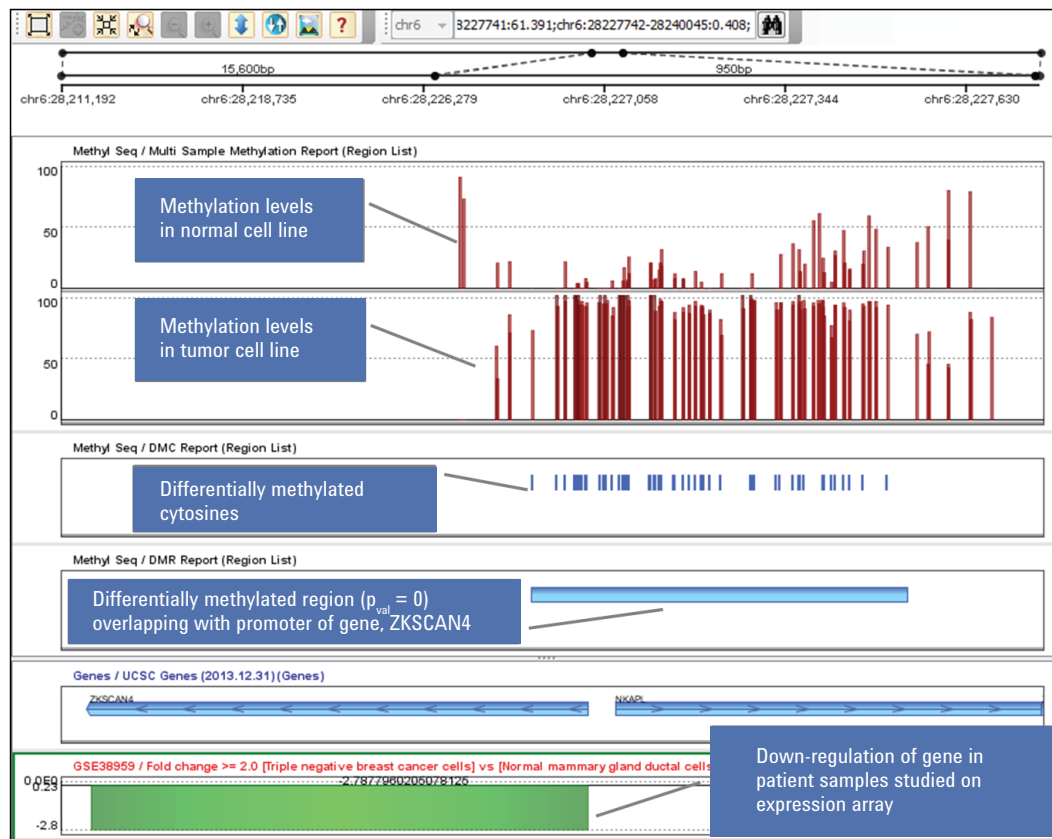 chr6
3227741:61.391;chr6:28227742-28240045:0.408;
15,600bp
950bp
chr6:28,211,192
chr6:28,218,735
chr6:28,226,279
chr6:28,227,058
chr6:28,227,344
chr6:28,227,630
Methyl Seq / Multi Sample Methylation Report (Region List)
100
50
0
Methylation levels
in normal cell line
100
50
0
Methylation levels
in tumor cell line
Methyl Seq / DMC Report (Region List)
Differentially methylated
cytosines
Methyl Seq / DMR Report (Region List)
Differentially methylated region (pval = 0)
overlapping with promoter of gene, ZKSCAN4
Genes / UCSC Genes (2013.12.31)(Genes)
ZKSCAN4
NKAPL
GSE38959 / Fold change >= 2.0 [Triple negative breast cancer cells] vs [Normal mammary gland ductal cells
-2.7877960205078125
0.050
0.23
-2.8
Down-regulation of gene in
patient samples studied on
expression array